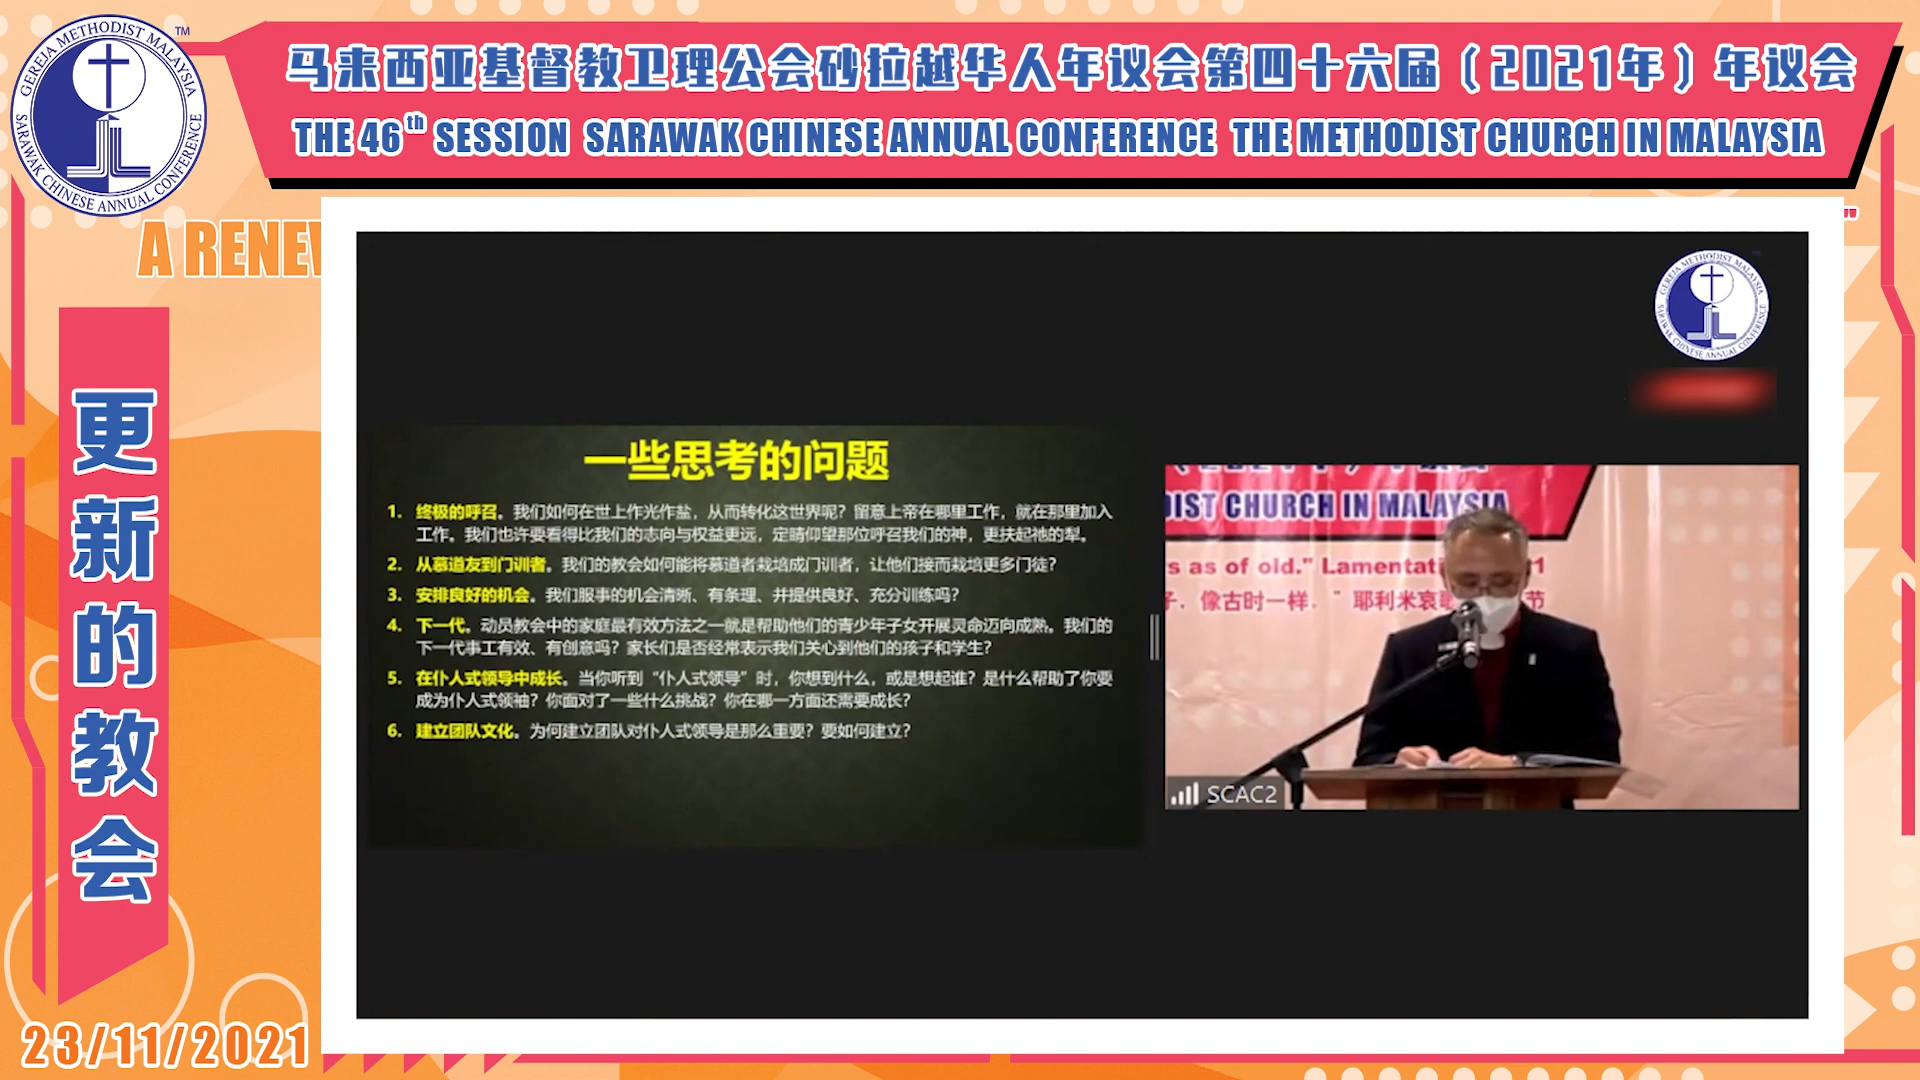 马来西亚基督教卫理公会砂拉越华人年议会第四十六届（2021年）年议会
THE 46th SESSION SARAWAK CHINESE ANNUAL CONFERENCE THE METHODIST CHURCH IN MALAYSIA
GEREJA METHODIST MALAYSIA
SARAWAK CHINESE ANNUAL CONFERENCE
TM
A RENEW
"
更新的教会
23/11/2021
GEREJA METHODIST MALAYSIA
SARAWAK CHINESE ANNUAL CONFERENCE
一些思考的问题
1. 终极的呼召。我们如何在世上作光作盐，从而转化这世界呢？留意上帝在哪里工作，就在那里加入
工作。我们也许要看得比我们的志向与权益更远，定睛仰望那位呼召我们的神，更扶起祂的犁。
2. 从慕道友到门训者。我们的教会如何能将慕道者栽培成门训者，让他们接而栽培更多门徒？
3. 安排良好的机会。我们服事的机会清晰、有条理、并提供良好、充分训练吗？
4. 下一代。动员教会中的家庭最有效方法之一就是帮助他们的青少年子女开展灵命迈向成熟。我们的
下一代事工有效、有创意吗？家长们是否经常表示我们关心到他们的孩子和学生？
5. 在仆人式领导中成长。当你听到“仆人式领导”时，你想到什么，或是想起谁？是什么帮助了你要
成为仆人式领袖？你面对了一些什么挑战？你在哪一方面还需要成长？
6. 建立团队文化。为何建立团队对仆人式领导是那么重要？要如何建立？
DIST CHURCH IN MALAYSIA
s as of old." Lamentati 1
子．像古时一样．”耶利米哀 节
SCAC2